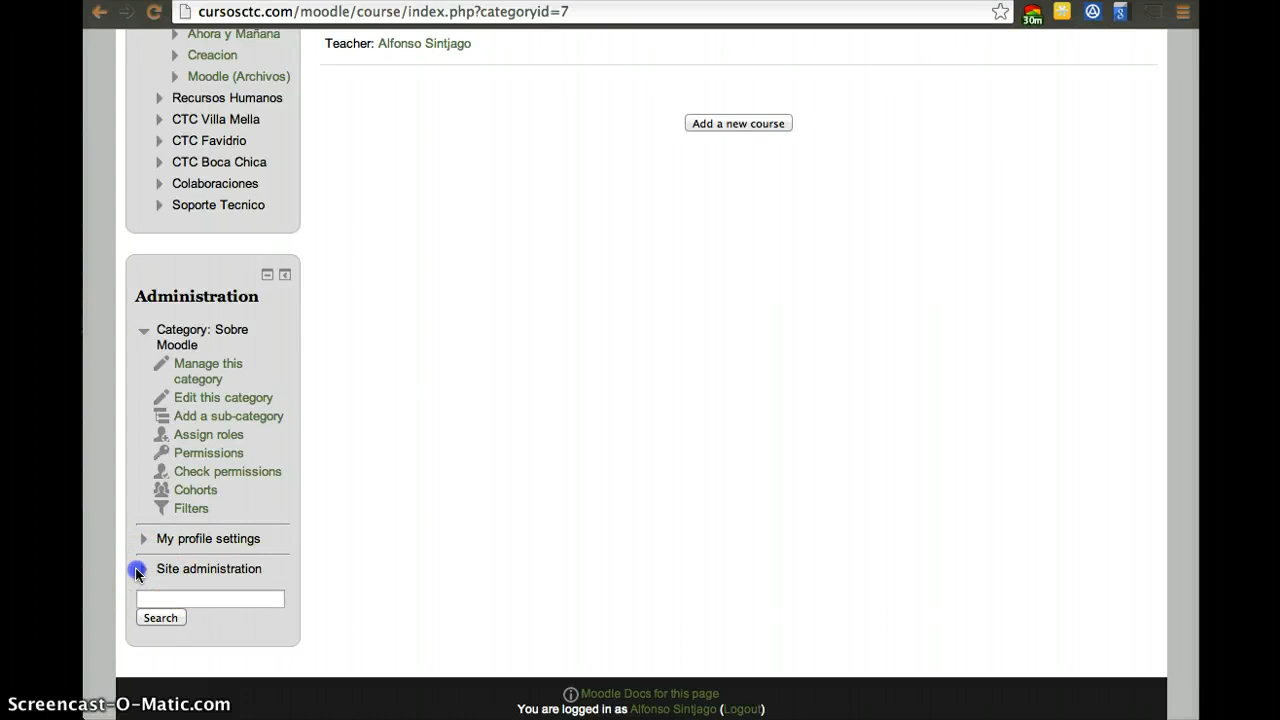 cursosctc.com/moodle/course/index.php?categoryid=7
30m
Ahora y Mañana
Creacion
Moodle (Archivos)
Recursos Humanos
CTC Villa Mella
CTC Favidrio
CTC Boca Chica
Colaboraciones
Soporte Tecnico
Teacher: Alfonso Sintjago
Add a new course
Administration
Category: Sobre
Moodle
Manage this
category
Edit this category
Add a sub-category
Assign roles
Permissions
Check permissions
Cohorts
Filters
My profile settings
Site administration
Search
Moodle Docs for this page
You are logged in as Alfonso Sintjago (Logout)
Screencast-O-Matic.com